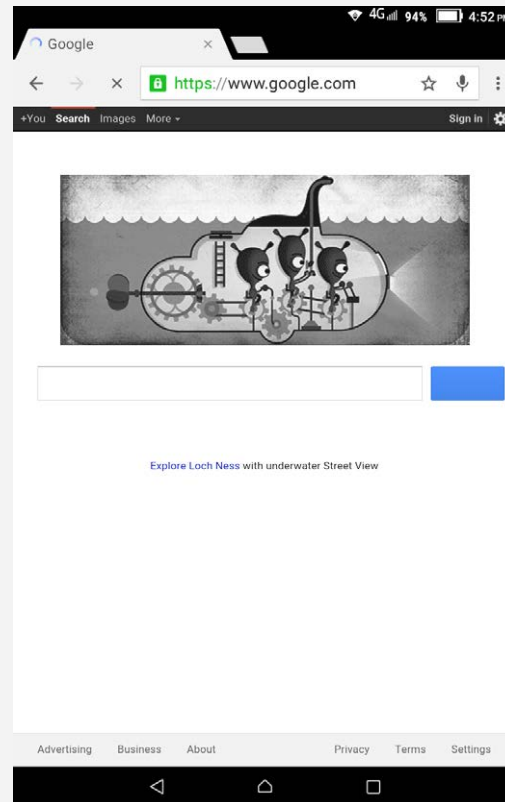 4G 94% 4:52 PM
Google
https://www.google.com
+You Search Images More Sign in
Explore Loch Ness with underwater Street View
Advertising Business About Privacy Terms Settings